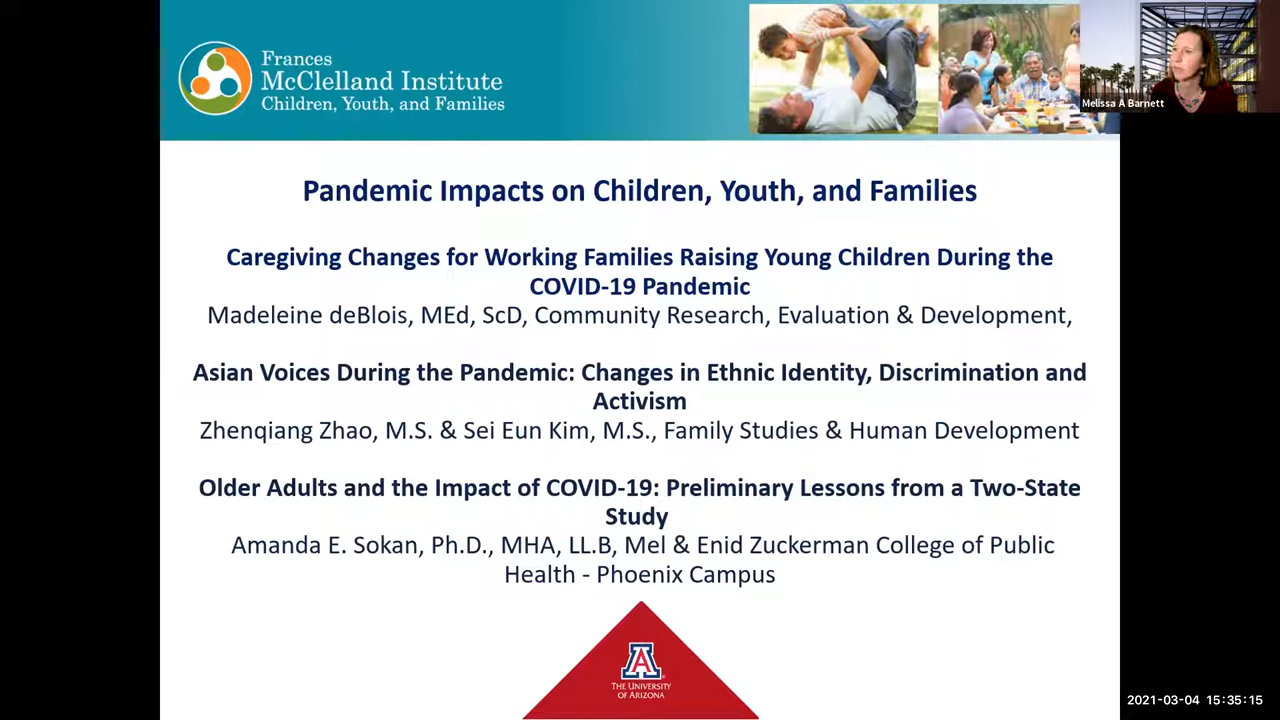 Frances
McClelland Institute
Children, Youth, and Families
Melissa A Barnett
Pandemic Impacts on Children, Youth, and Families
Caregiving Changes for Working Families Raising Young Children During the
COVID-19 Pandemic
Madeleine deBlois, MEd, ScD, Community Research, Evaluation & Development,
Asian Voices During the Pandemic: Changes in Ethnic Identity, Discrimination and
Activism
Zhenqiang Zhao, M.S. & Sei Eun Kim, M.S., Family Studies & Human Development
Older Adults and the Impact of COVID-19: Preliminary Lessons from a Two-State
Study
Amanda E. Sokan, Ph.D., MHA, LL.B, Mel & Enid Zuckerman College of Public
Health - Phoenix Campus
A
THE UNIVERSITY
OF ARIZONA
2021-03-04 15:35:15